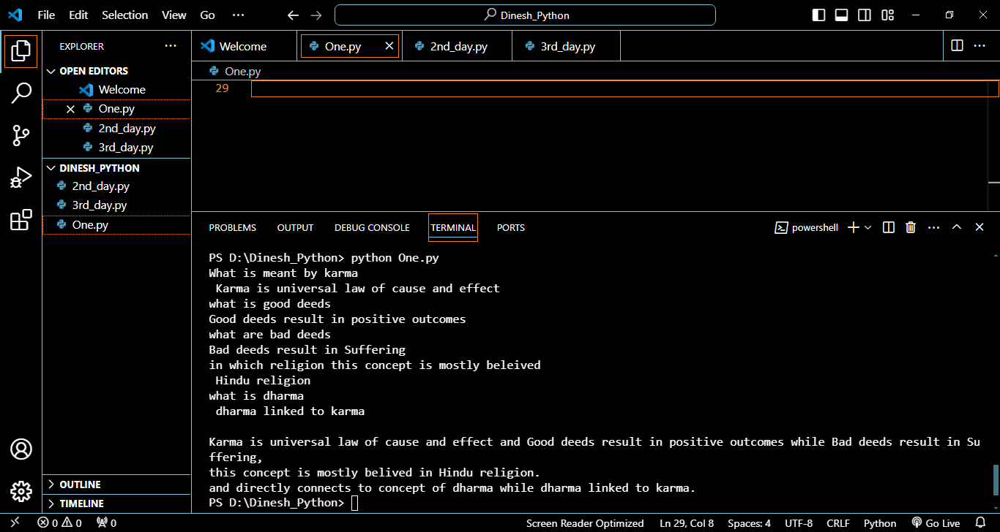 File Edit Selection View Go ··· Dinesh_Python
EXPLORER ···
OPEN EDITORS
Welcome
One.py
2nd_day.py
3rd_day.py
DINESH_PYTHON
2nd_day.py
3rd_day.py
One.py
OUTLINE
TIMELINE
Welcome One.py 2nd_day.py 3rd_day.py
One.py
29
PROBLEMS OUTPUT DEBUG CONSOLE TERMINAL PORTS powershell
PS D:\Dinesh_Python> python One.py
What is meant by karma
Karma is universal law of cause and effect
what is good deeds
Good deeds result in positive outcomes
what are bad deeds
Bad deeds result in Suffering
in which religion this concept is mostly beleived
Hindu religion
what is dharma
dharma linked to karma
Karma is universal law of cause and effect and Good deeds result in positive outcomes while Bad deeds result in Su
ffering,
this concept is mostly belived in Hindu religion.
and directly connects to concept of dharma while dharma linked to karma.
PS D:\Dinesh_Python>
0 0 0 Screen Reader Optimized Ln 29, Col 8 Spaces: 4 UTF-8 CRLF Python Go Live